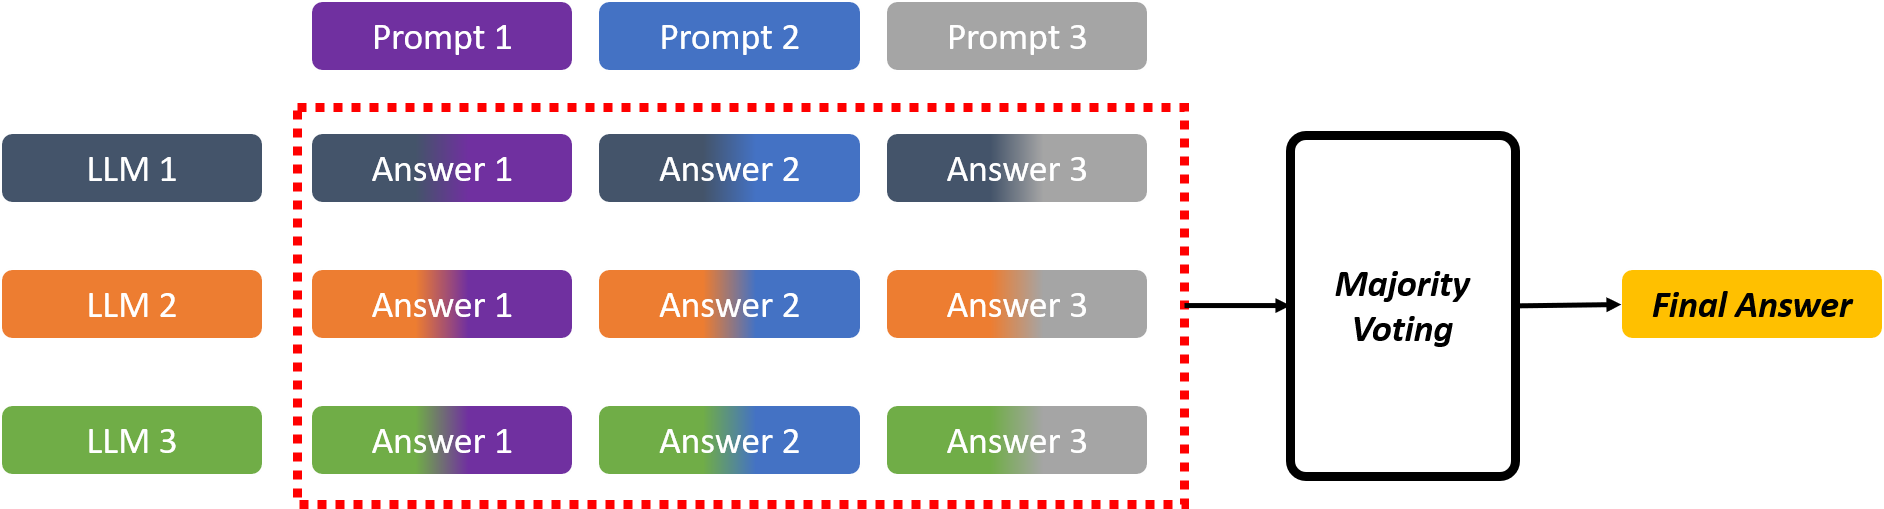 Prompt 1
Prompt 2
Prompt 3
LLM 1
Answer 1
Answer 2
Answer 3
LLM 2
Answer 1
Answer 2
Answer 3
LLM 3
Answer 1
Answer 2
Answer 3
Majority
Voting
Final Answer